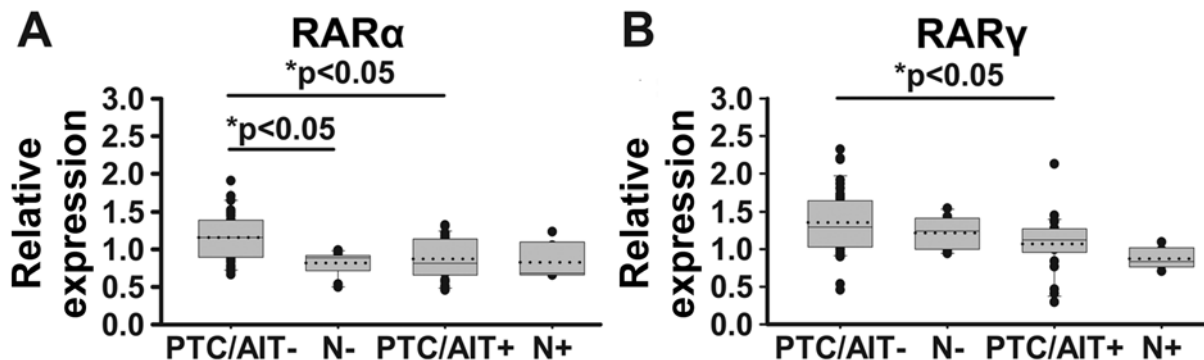 A
RARα
*p<0.05
*p<0.05
Relative
expression
3.0
2.5
2.0
1.5
1.0
0.5
0.0
PTC/AIT- N- PTC/AIT+ N+
B
RARγ
*p<0.05
Relative
expression
3.0
2.5
2.0
1.5
1.0
0.5
0.0
PTC/AIT- N- PTC/AIT+ N+